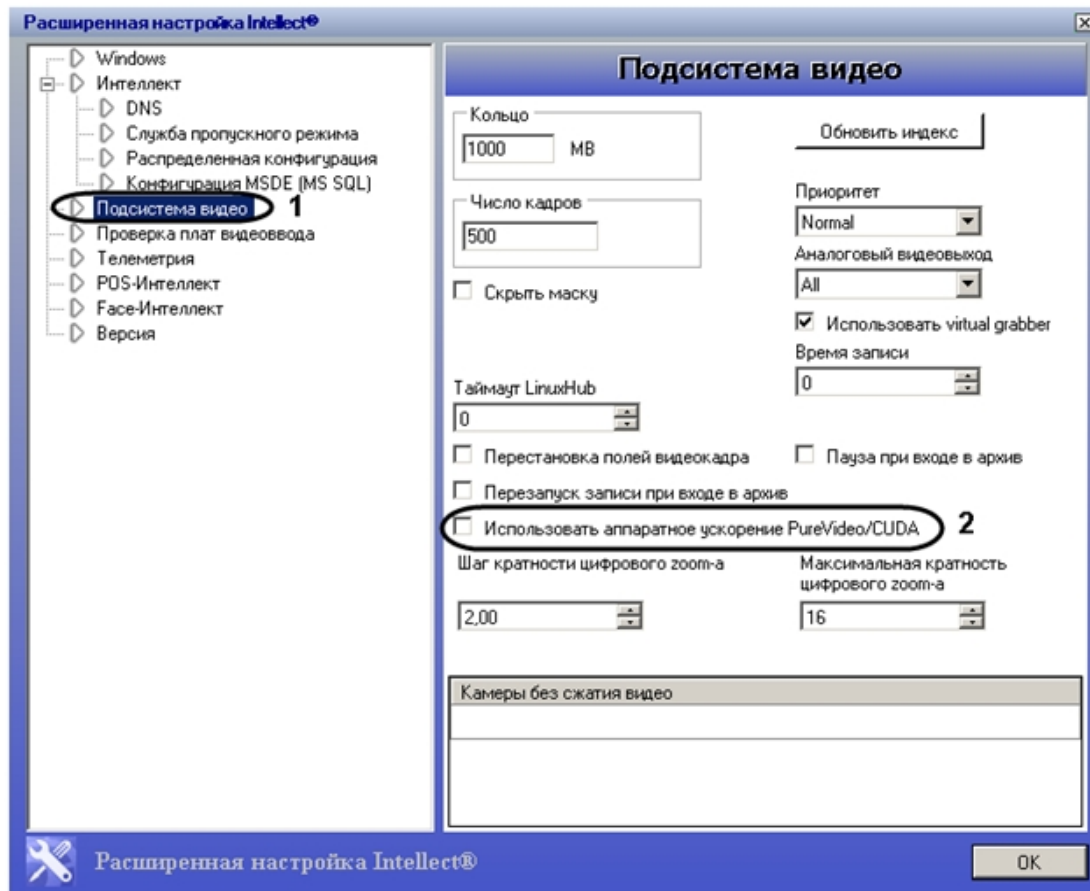 Расширенная настройка Intellect®
Windows
Интеллект
DNS
Служба пропускного режима
Распределенная конфигурация
Конфигурация MSDE (MS SQL)
Подсистема видео 1
Проверка плат видеоввода
Телеметрия
POS-Интеллект
Face-Интеллект
Версия
Подсистема видео
Кольцо
1000 MB
Обновить индекс
Число кадров
500
Приоритет
Normal
Аналоговый видеовыход
All
Скрыть маску
Использовать virtual grabber
Время записи
0
Таймаут LinuxHub
0
Перестановка полей видеокадра
Пауза при входе в архив
Перезапуск записи при входе в архив
Использовать аппаратное ускорение PureVideo/CUDA 2
Шаг кратности цифрового zoom-а
2,00
Максимальная кратность
цифрового zoom-а
16
Камеры без сжатия видео
Расширенная настройка Intellect®
OK